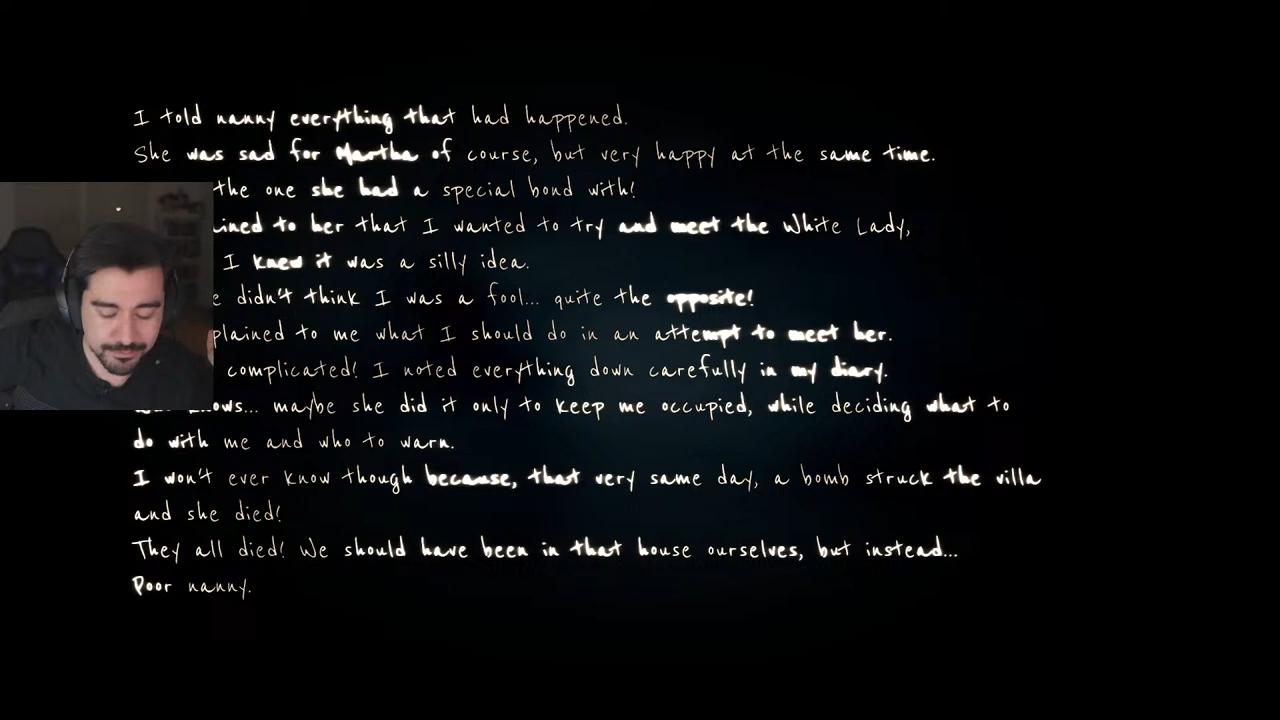 I told nanny everything that had happened.
She was sad for Martha of course, but very happy at the same time.
the one she had a special bond with!
her that I wanted to try and meet the White Lady,
I knew it was a silly idea.
didn't think I was a fool... quite the opposite!
to me what I should do in an attempt to meet her.
complicated! I noted everything down carefully in my diary.
maybe she did it only to keep me occupied, while deciding what to
do with me and who to warn.
I won't ever know though because, that very same day, a bomb struck the villa
and she died!
They all died! We should have been in that house ourselves, but instead...
Poor nanny.